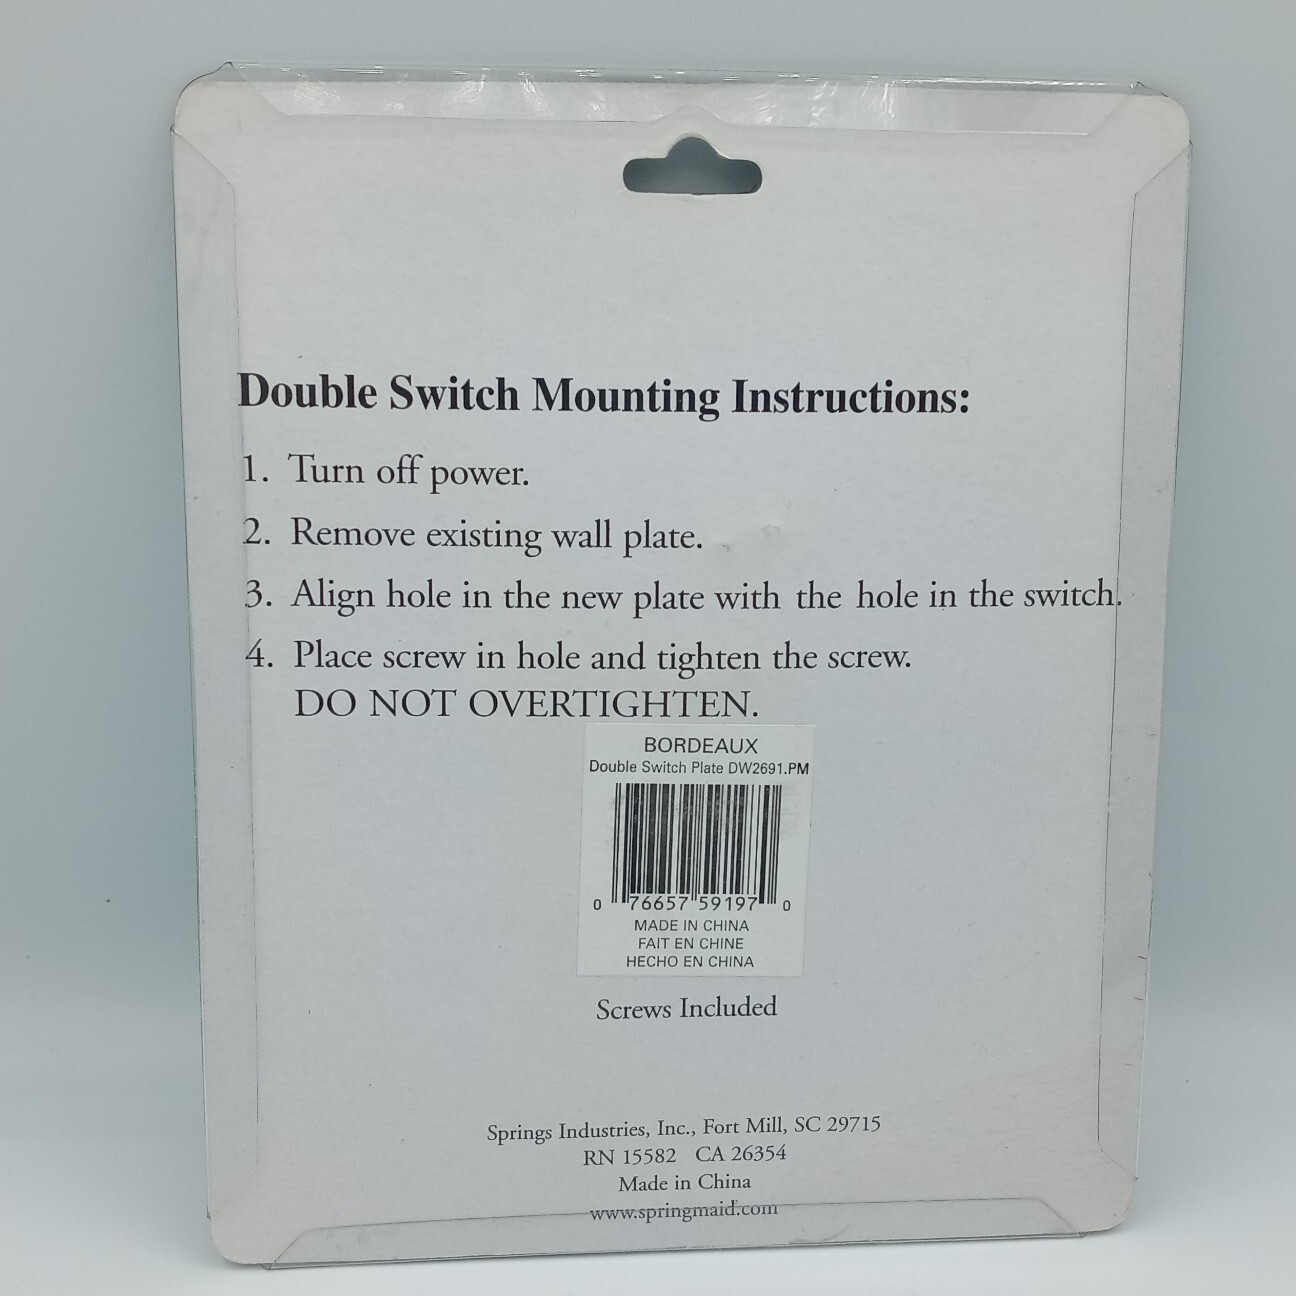 Double Switch Mounting Instructions:
1. Turn off power.
2. Remove existing wall plate.
3. Align hole in the new plate with the hole in the switch.
4. Place screw in hole and tighten the screw.
DO NOT OVERTIGHTEN.
BORDEAUX
Double Switch Plate DW2691.PM
0 76657 59197 0
MADE IN CHINA
FAIT EN CHINE
HECHO EN CHINA
Screws Included
Springs Industries, Inc., Fort Mill, SC 29715
RN 15582 CA 26354
Made in China
www.springmaid.com